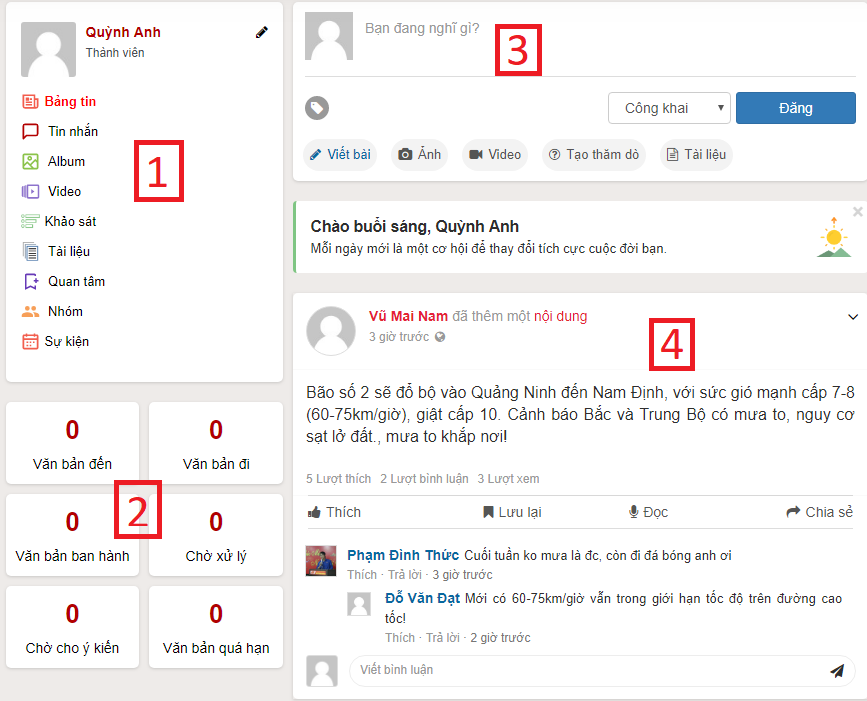 Quỳnh Anh
Thành viên
Bảng tin
Tin nhắn
Album
Video
Khảo sát
Tài liệu
Quan tâm
Nhóm
Sự kiện
1
0
Văn bản đến
0
Văn bản đi
0
Văn bản ban hành
0
Chờ xử lý
2
0
Chờ cho ý kiến
0
Văn bản quá hạn
Bạn đang nghĩ gì?
3
Công khai
Đăng
Viết bài
Ảnh
Video
Tạo thăm dò
Tài liệu
Chào buổi sáng, Quỳnh Anh
Mỗi ngày mới là một cơ hội để thay đổi tích cực cuộc đời bạn.
Vũ Mai Nam đã thêm một nội dung
3 giờ trước
4
Bão số 2 sẽ đổ bộ vào Quảng Ninh đến Nam Định, với sức gió mạnh cấp 7-8
(60-75km/giờ), giật cấp 10. Cảnh báo Bắc và Trung Bộ có mưa to, nguy cơ
sạt lở đất., mưa to khắp nơi!
5 Lượt thích 2 Lượt bình luận 3 Lượt xem
Thích
Lưu lại
Đọc
Chia sẻ
Phạm Đình Thức Cuối tuần ko mưa là đc, còn đi đá bóng anh ơi
Thích · Trả lời · 3 giờ trước
Đỗ Văn Đạt Mới có 60-75km/giờ vẫn trong giới hạn tốc độ trên đường cao
tốc!
Thích · Trả lời · 2 giờ trước
Viết bình luận